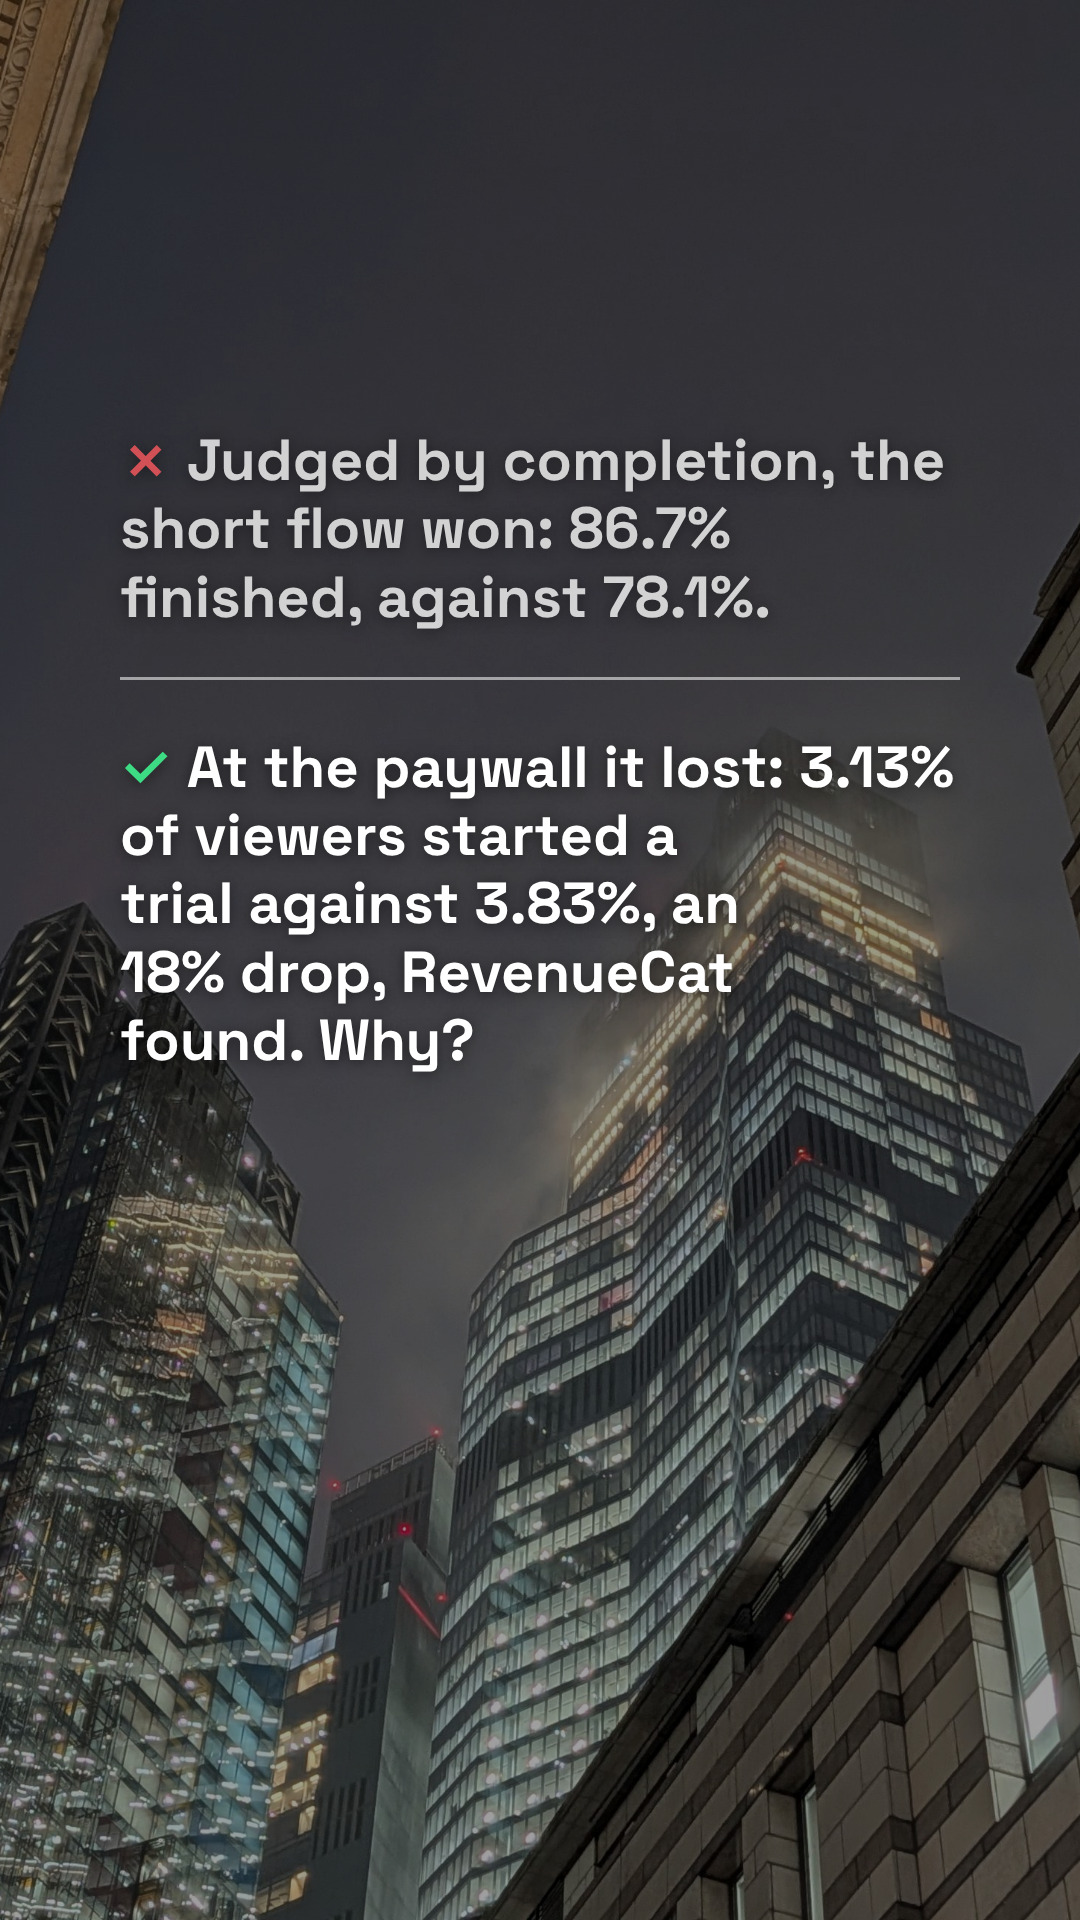 ✕ Judged by completion, the
short flow won: 86.7%
finished, against 78.1%.
✓ At the paywall it lost: 3.13%
of viewers started a
trial against 3.83%, an
18% drop, RevenueCat
found. Why?